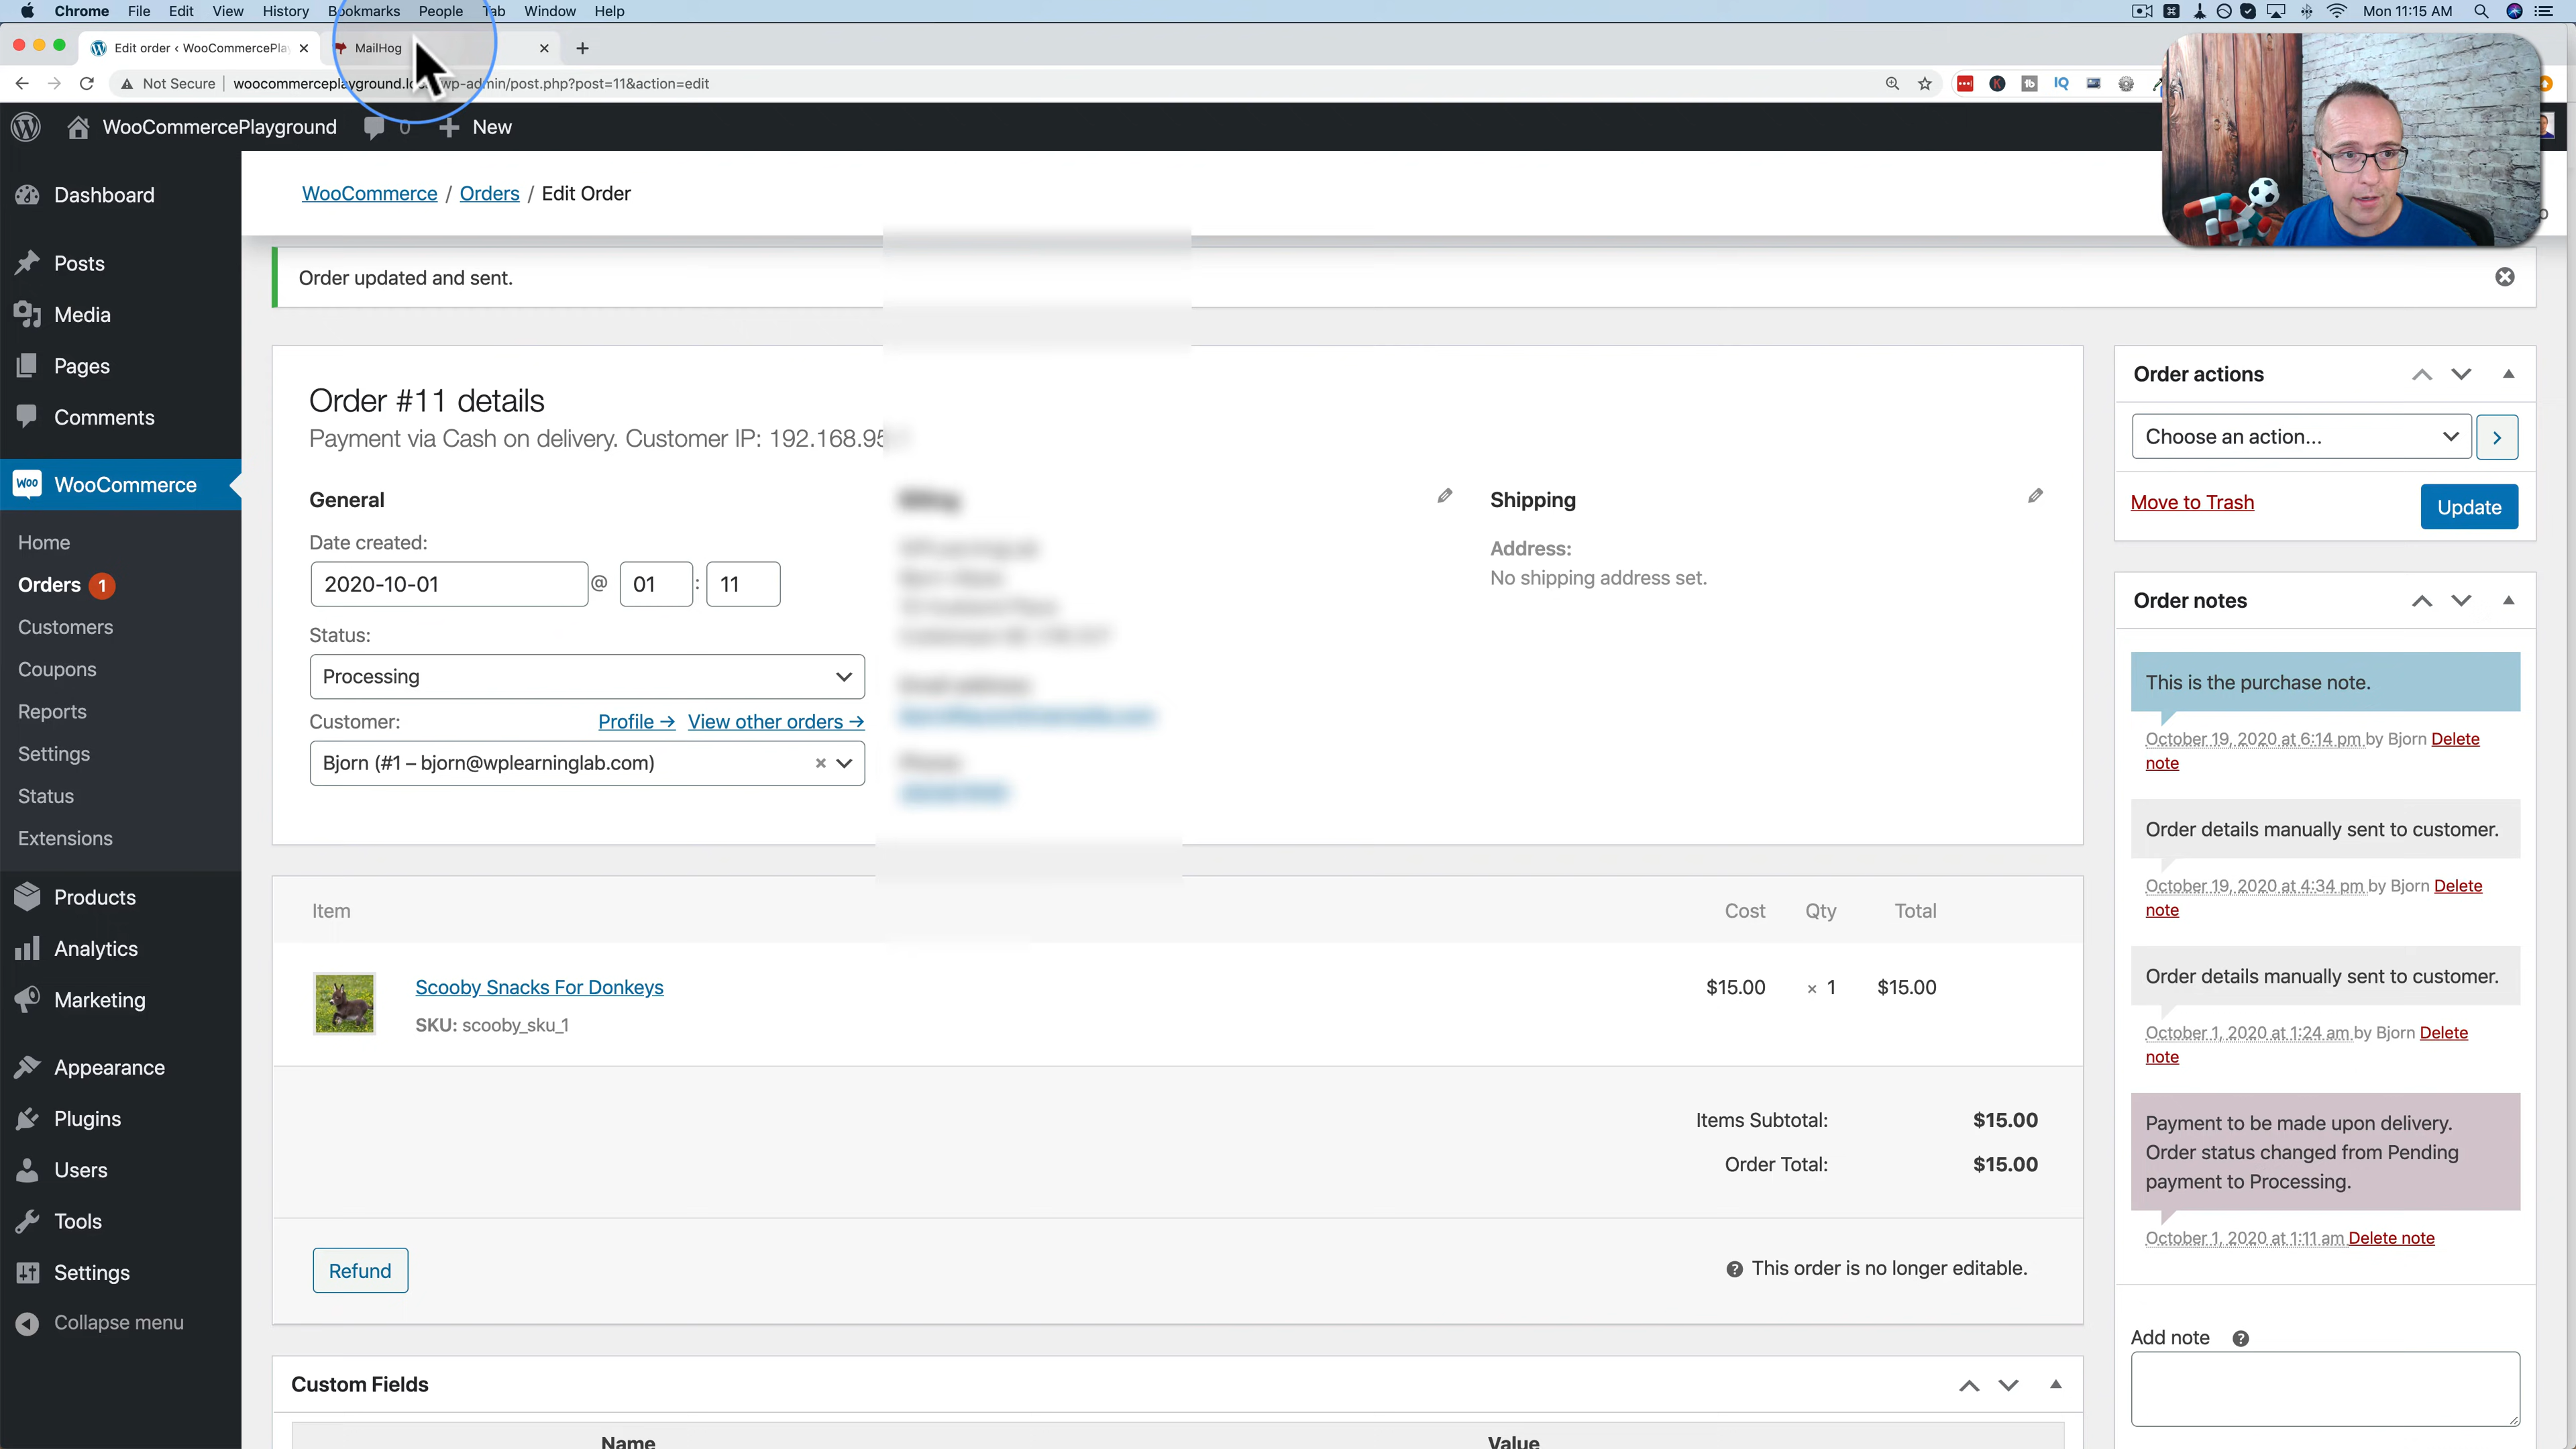 Chrome File Edit View History Bookmarks People Tab Window Help
Mon 11:15 AM
Edit order ‹ WooCommercePla
MailHog
Not Secure
wp-admin/post.php?post=11&action=edit
WooCommercePlayground 0 New
Dashboard
Posts
Media
Pages
Comments
WooCommerce
Home
Orders 1
Customers
Coupons
Reports
Settings
Status
Extensions
Products
Analytics
Marketing
Appearance
Plugins
Users
Tools
Settings
Collapse menu
WooCommerce / Orders / Edit Order
Order updated and sent.
Order #11 details
Payment via Cash on delivery. Customer IP:
General
Date created:
2020-10-01 @ 01 : 11
Status:
Processing
Customer: Profile → View other orders →
Bjorn (#1 – bjorn@wplearninglab.com) ×
Shipping
Address:
No shipping address set.
Item Cost Qty Total
Scooby Snacks For Donkeys $15.00 × 1 $15.00
SKU: scooby_sku_1
Items Subtotal: $15.00
Order Total: $15.00
Refund
This order is no longer editable.
Custom Fields
Name Value
Order actions
Choose an action...
Move to Trash Update
Order notes
This is the purchase note.
October 19, 2020 at 6:14 pm by Bjorn Delete
note
Order details manually sent to customer.
October 19, 2020 at 4:34 pm by Bjorn Delete
note
Order details manually sent to customer.
October 1, 2020 at 1:24 am by Bjorn Delete
note
Payment to be made upon delivery.
Order status changed from Pending
payment to Processing.
October 1, 2020 at 1:11 am Delete note
Add note